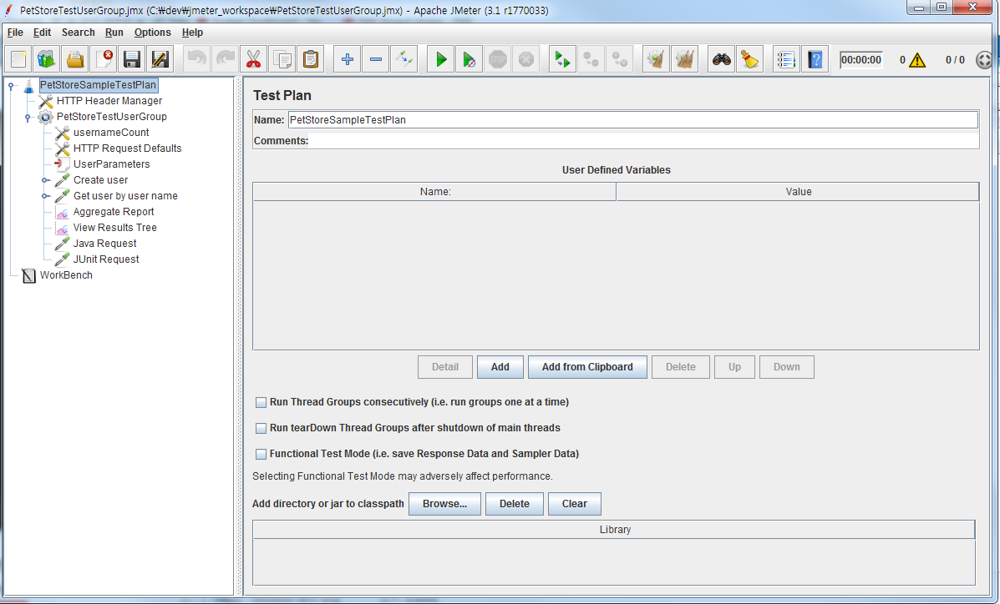 PetStoreTestUserGroup.jmx (C:₩dev₩jmeter_workspace₩PetStoreTestUserGroup.jmx) - Apache JMeter (3.1 r1770033)
File Edit Search Run Options Help
STOP 00:00:00 0 0 / 0
PetStoreSampleTestPlan
HTTP Header Manager
PetStoreTestUserGroup
usernameCount
HTTP Request Defaults
UserParameters
Create user
Get user by user name
Aggregate Report
View Results Tree
Java Request
JUnit Request
WorkBench
Test Plan
Name: PetStoreSampleTestPlan
Comments:
User Defined Variables
Name: Value
Detail Add Add from Clipboard Delete Up Down
Run Thread Groups consecutively (i.e. run groups one at a time)
Run tearDown Thread Groups after shutdown of main threads
Functional Test Mode (i.e. save Response Data and Sampler Data)
Selecting Functional Test Mode may adversely affect performance.
Add directory or jar to classpath Browse... Delete Clear
Library